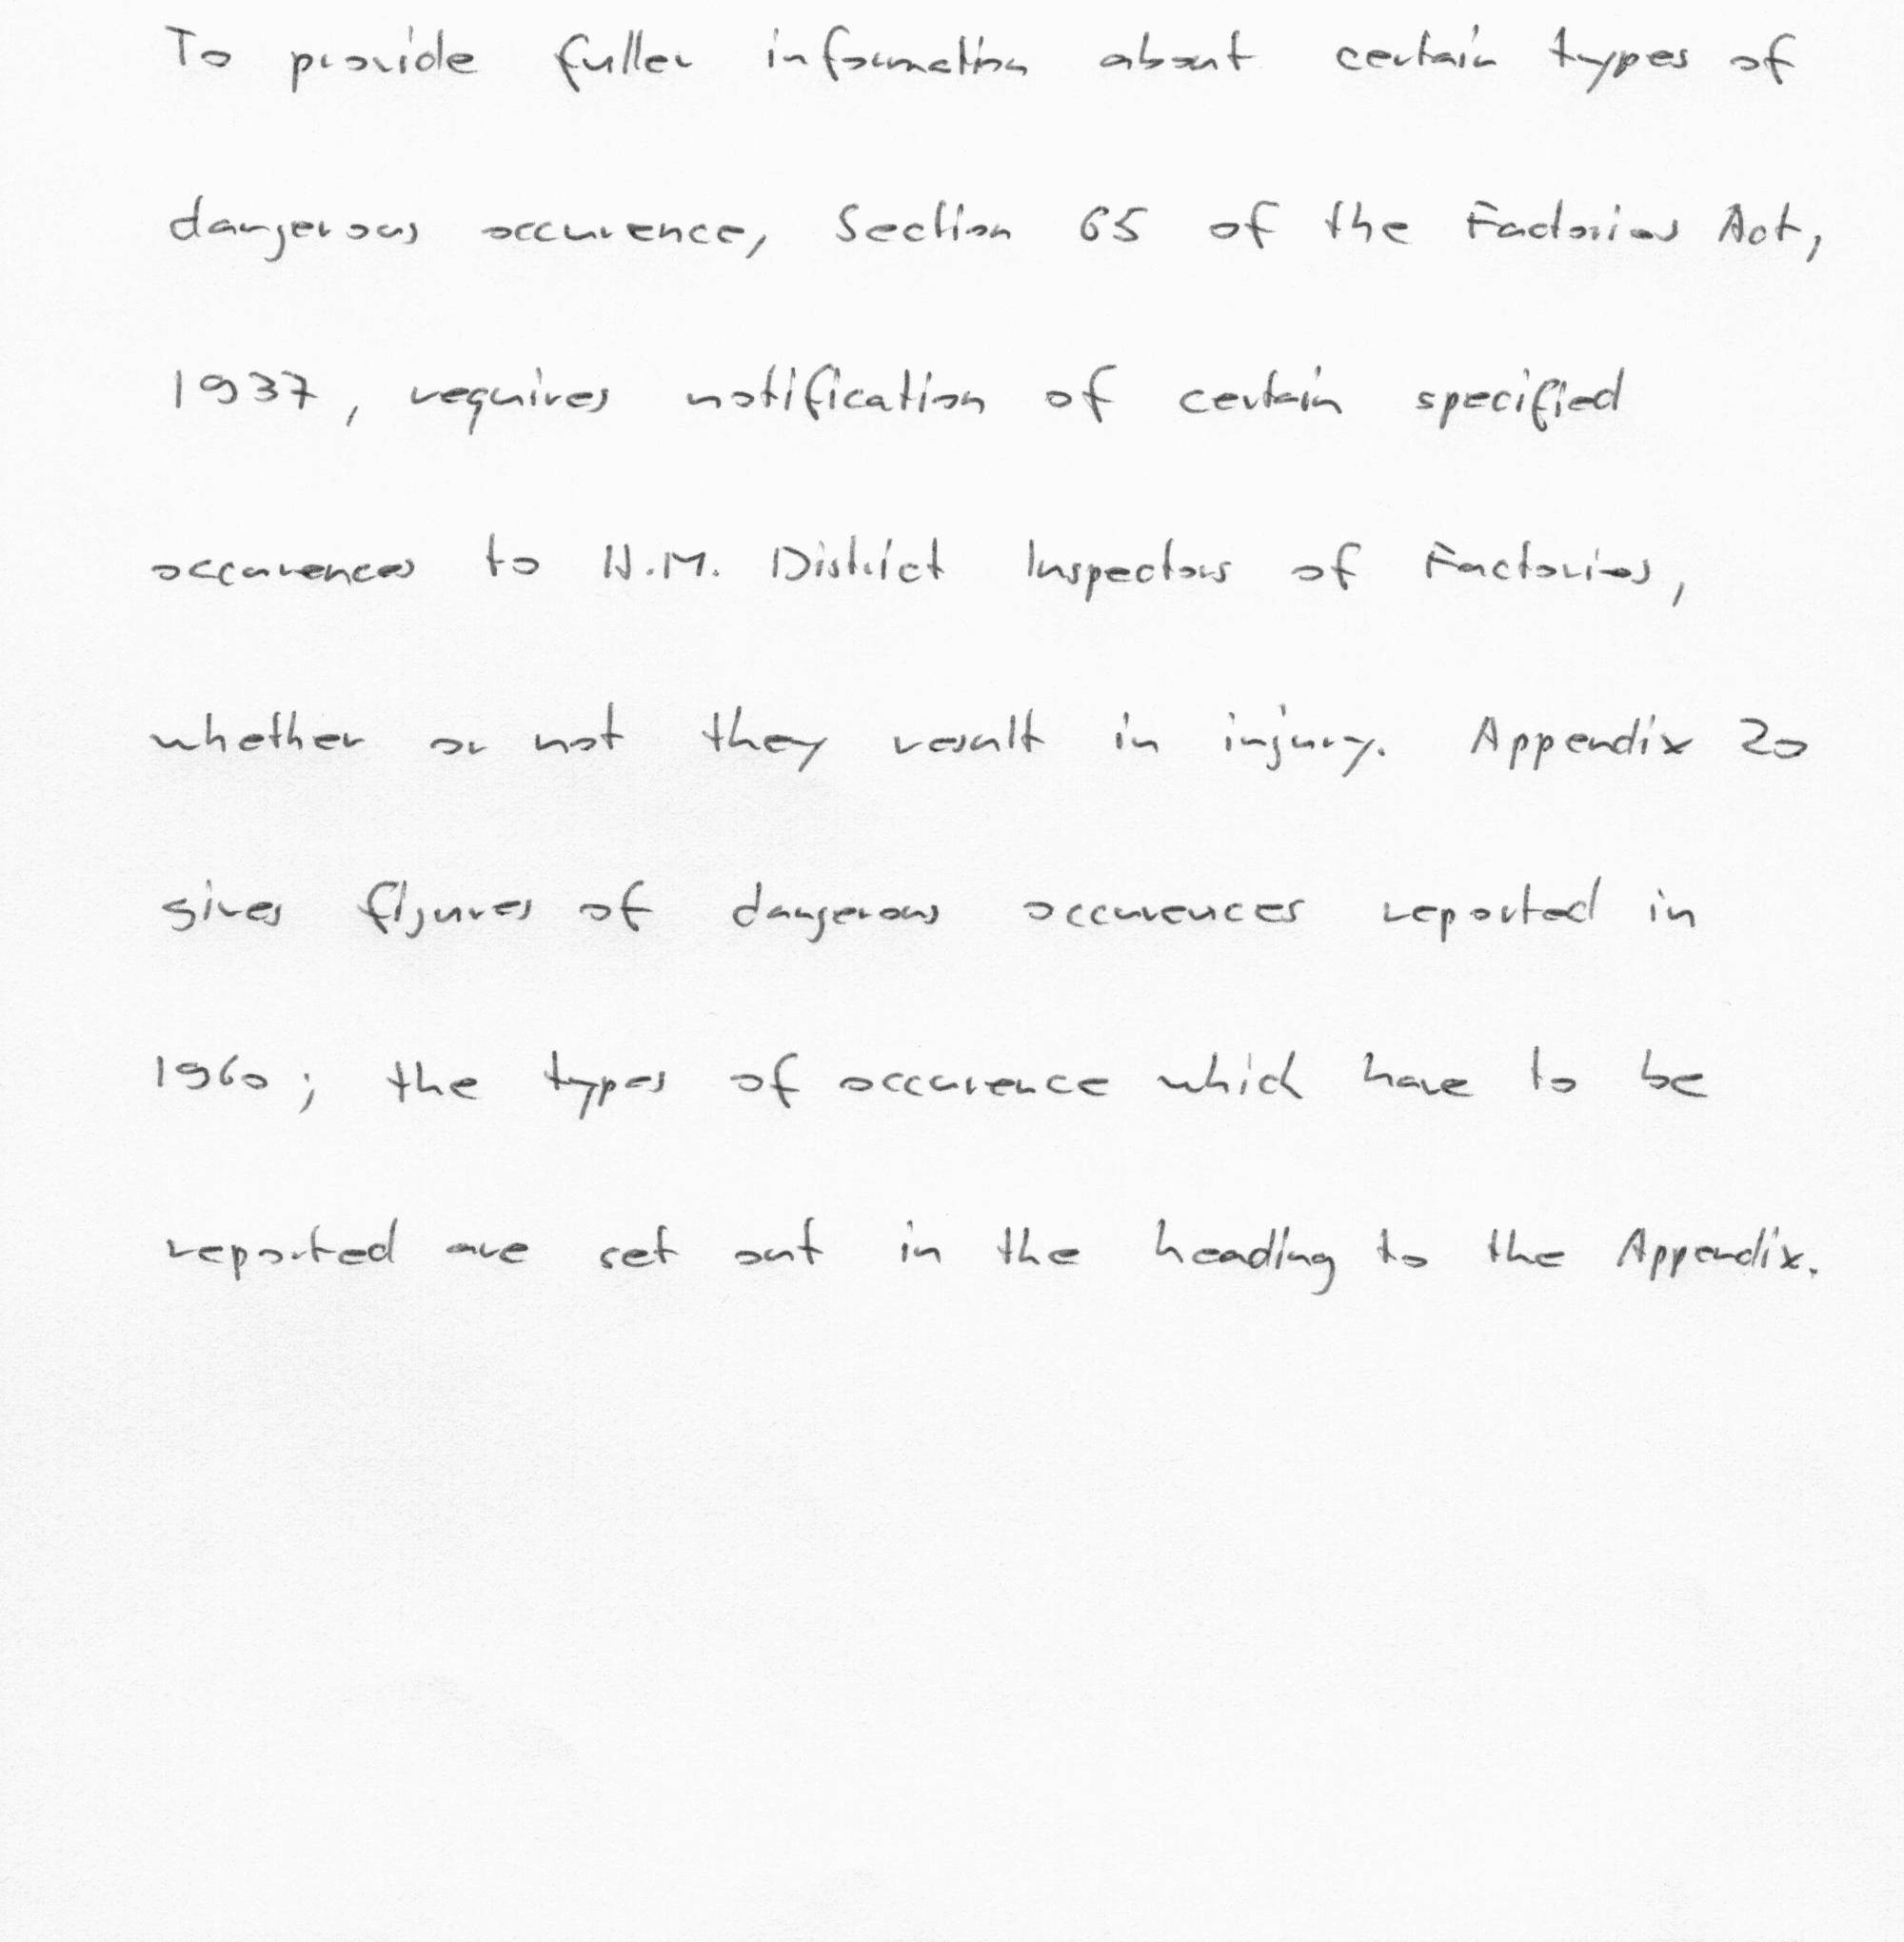 To provide fuller information about certain types of
dangerous occurence, Section 65 of the Factories Act,
1937, requires notification of certain specified
occurences to H.M. District Inspectors of Factories,
whether or not they result in injury. Appendix 20
gives figures of dangerous occurences reported in
1960; the types of occurence which have to be
reported are set out in the heading to the Appendix.